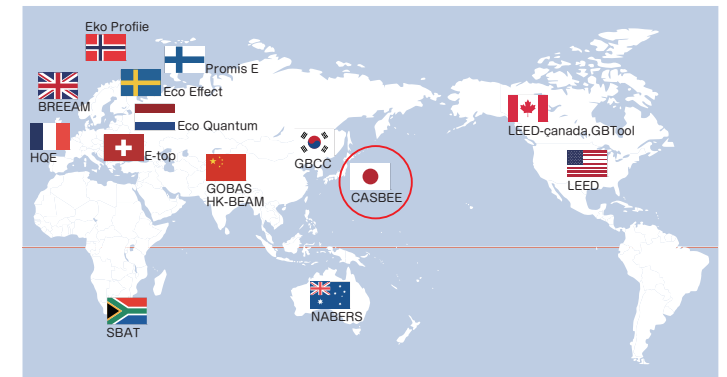 Eko Profiie
Promis E
BREEAM
Eco Effect
Eco Quantum
HQE
E-top
GOBAS
HK-BEAM
GBCC
CASBEE
LEED-çanada,GBTool
LEED
NABERS
SBAT